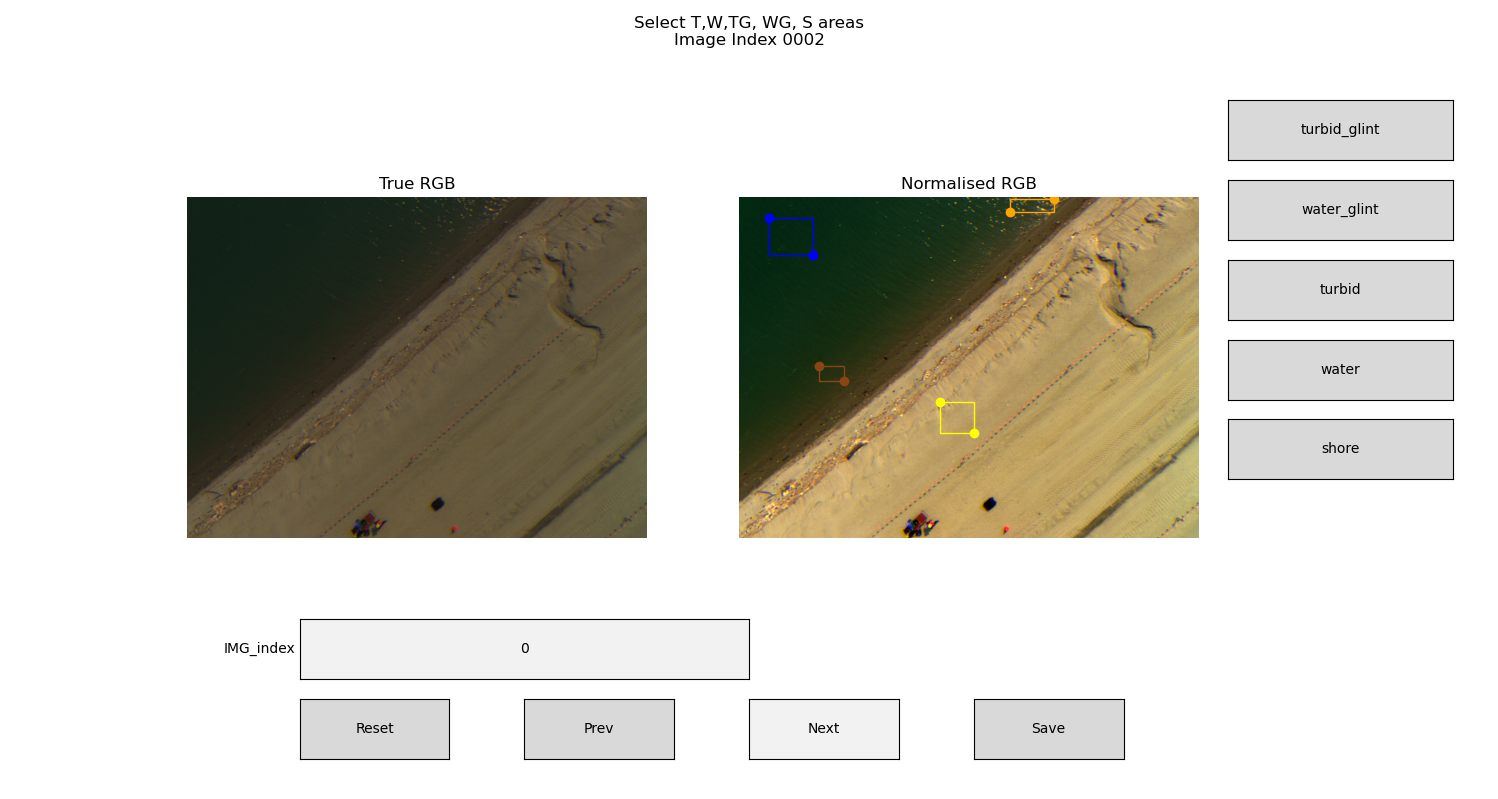 Select T,W,TG, WG, S areas
Image Index 0002
True RGB
Normalised RGB
turbid_glint
water_glint
turbid
water
shore
IMG_index
0
Reset
Prev
Next
Save